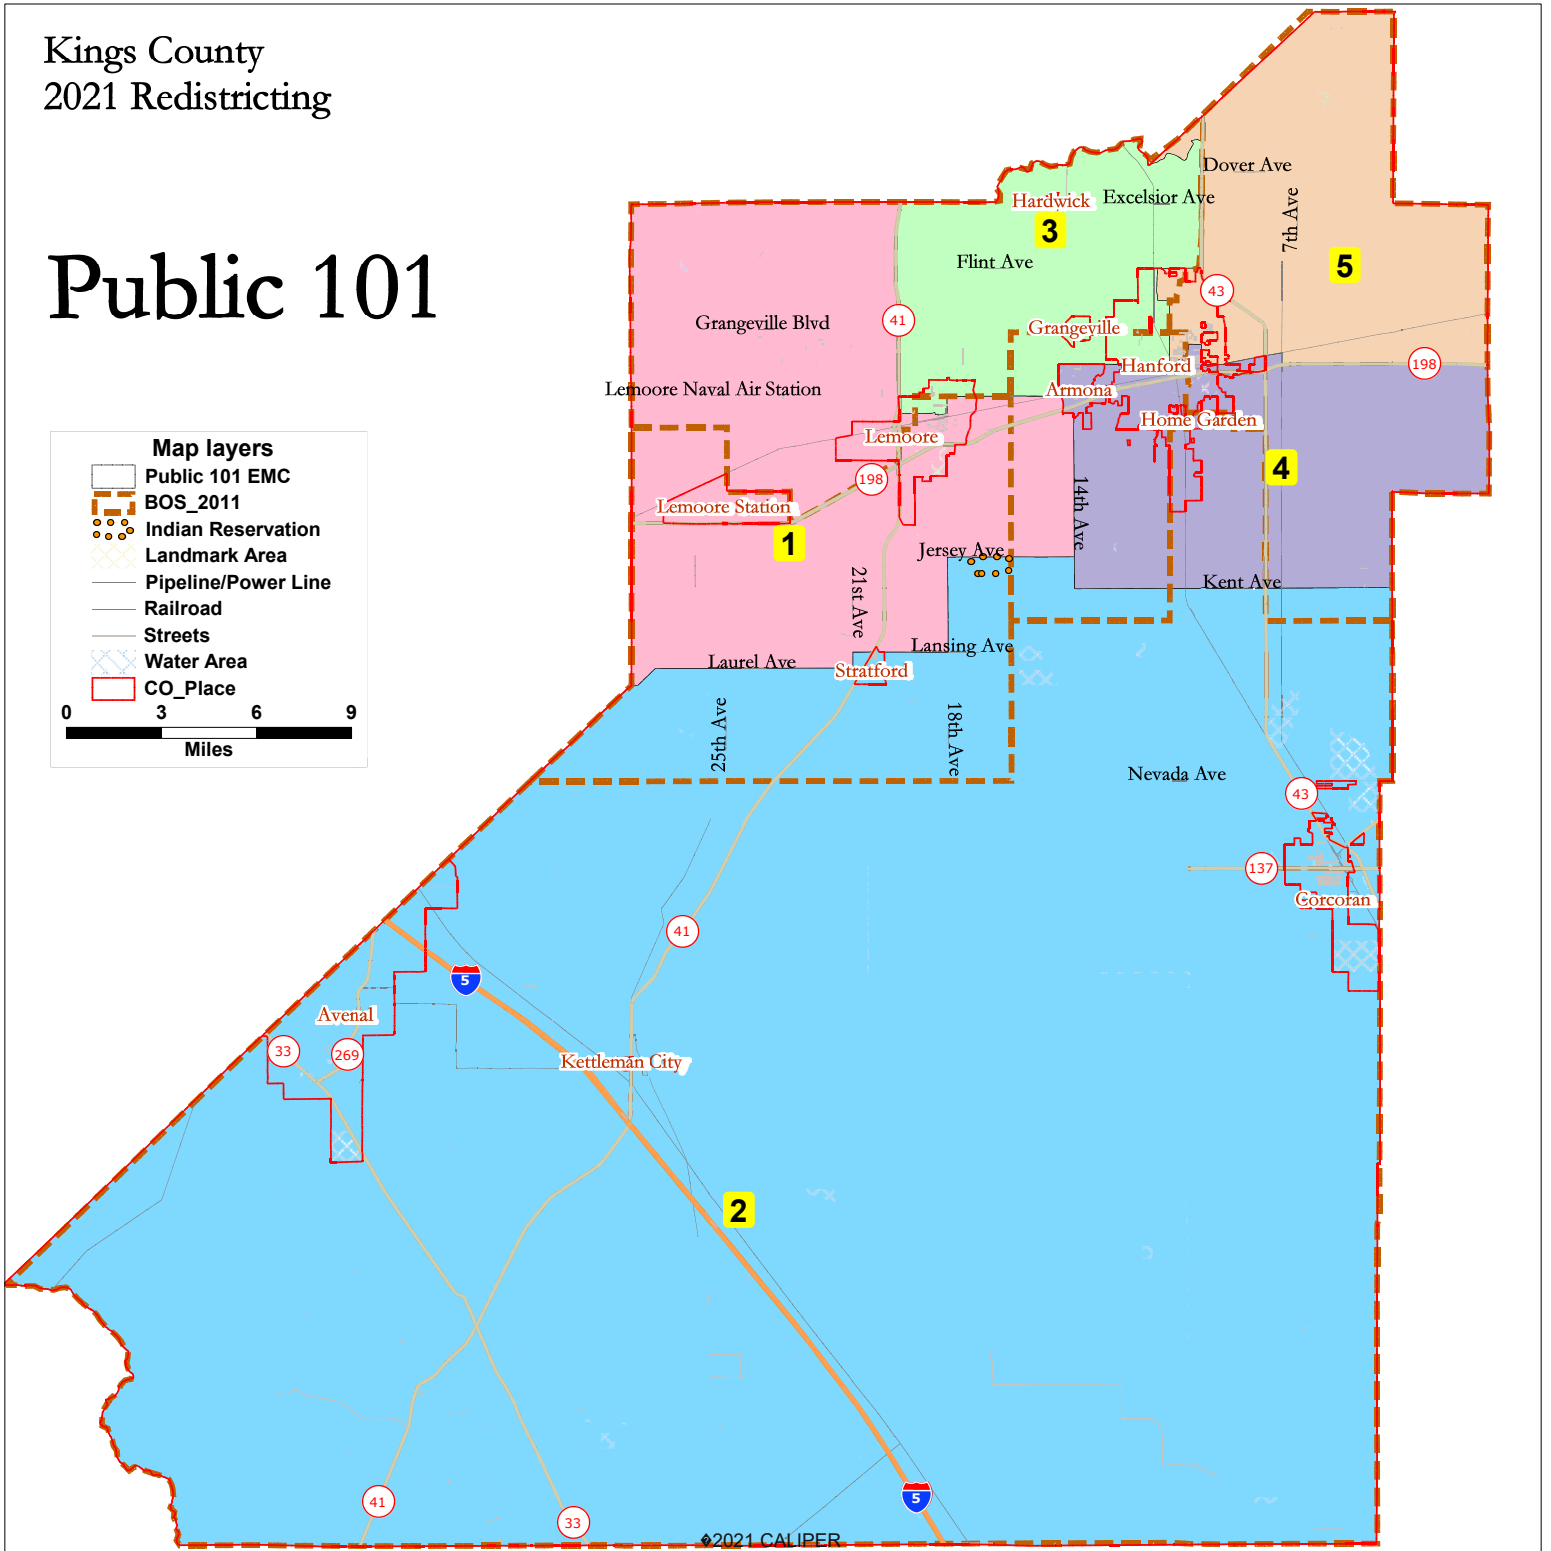 Kings County
2021 Redistricting
Public 101
Dover Ave
Hardwick
Excelsior Ave
3
7th Ave
Flint Ave
5
43
41
Grangeville Blvd
Grangeville
Hanford
198
Lemoore Naval Air Station
Armona
Home Garden
Lemoore
4
198
Lemoore Station
14th Ave
1
Jersey Ave
21st Ave
Kent Ave
Lansing Ave
Laurel Ave
Stratford
25th Ave
18th Ave
Nevada Ave
43
137
Corcoran
41
5
Avenal
33
269
Kettleman City
2
41
5
33
Map layers
Public 101 EMC
BOS_2011
Indian Reservation
Landmark Area
Pipeline/Power Line
Railroad
Streets
Water Area
CO_Place
0 3 6 9
Miles
�2021 CALIPER